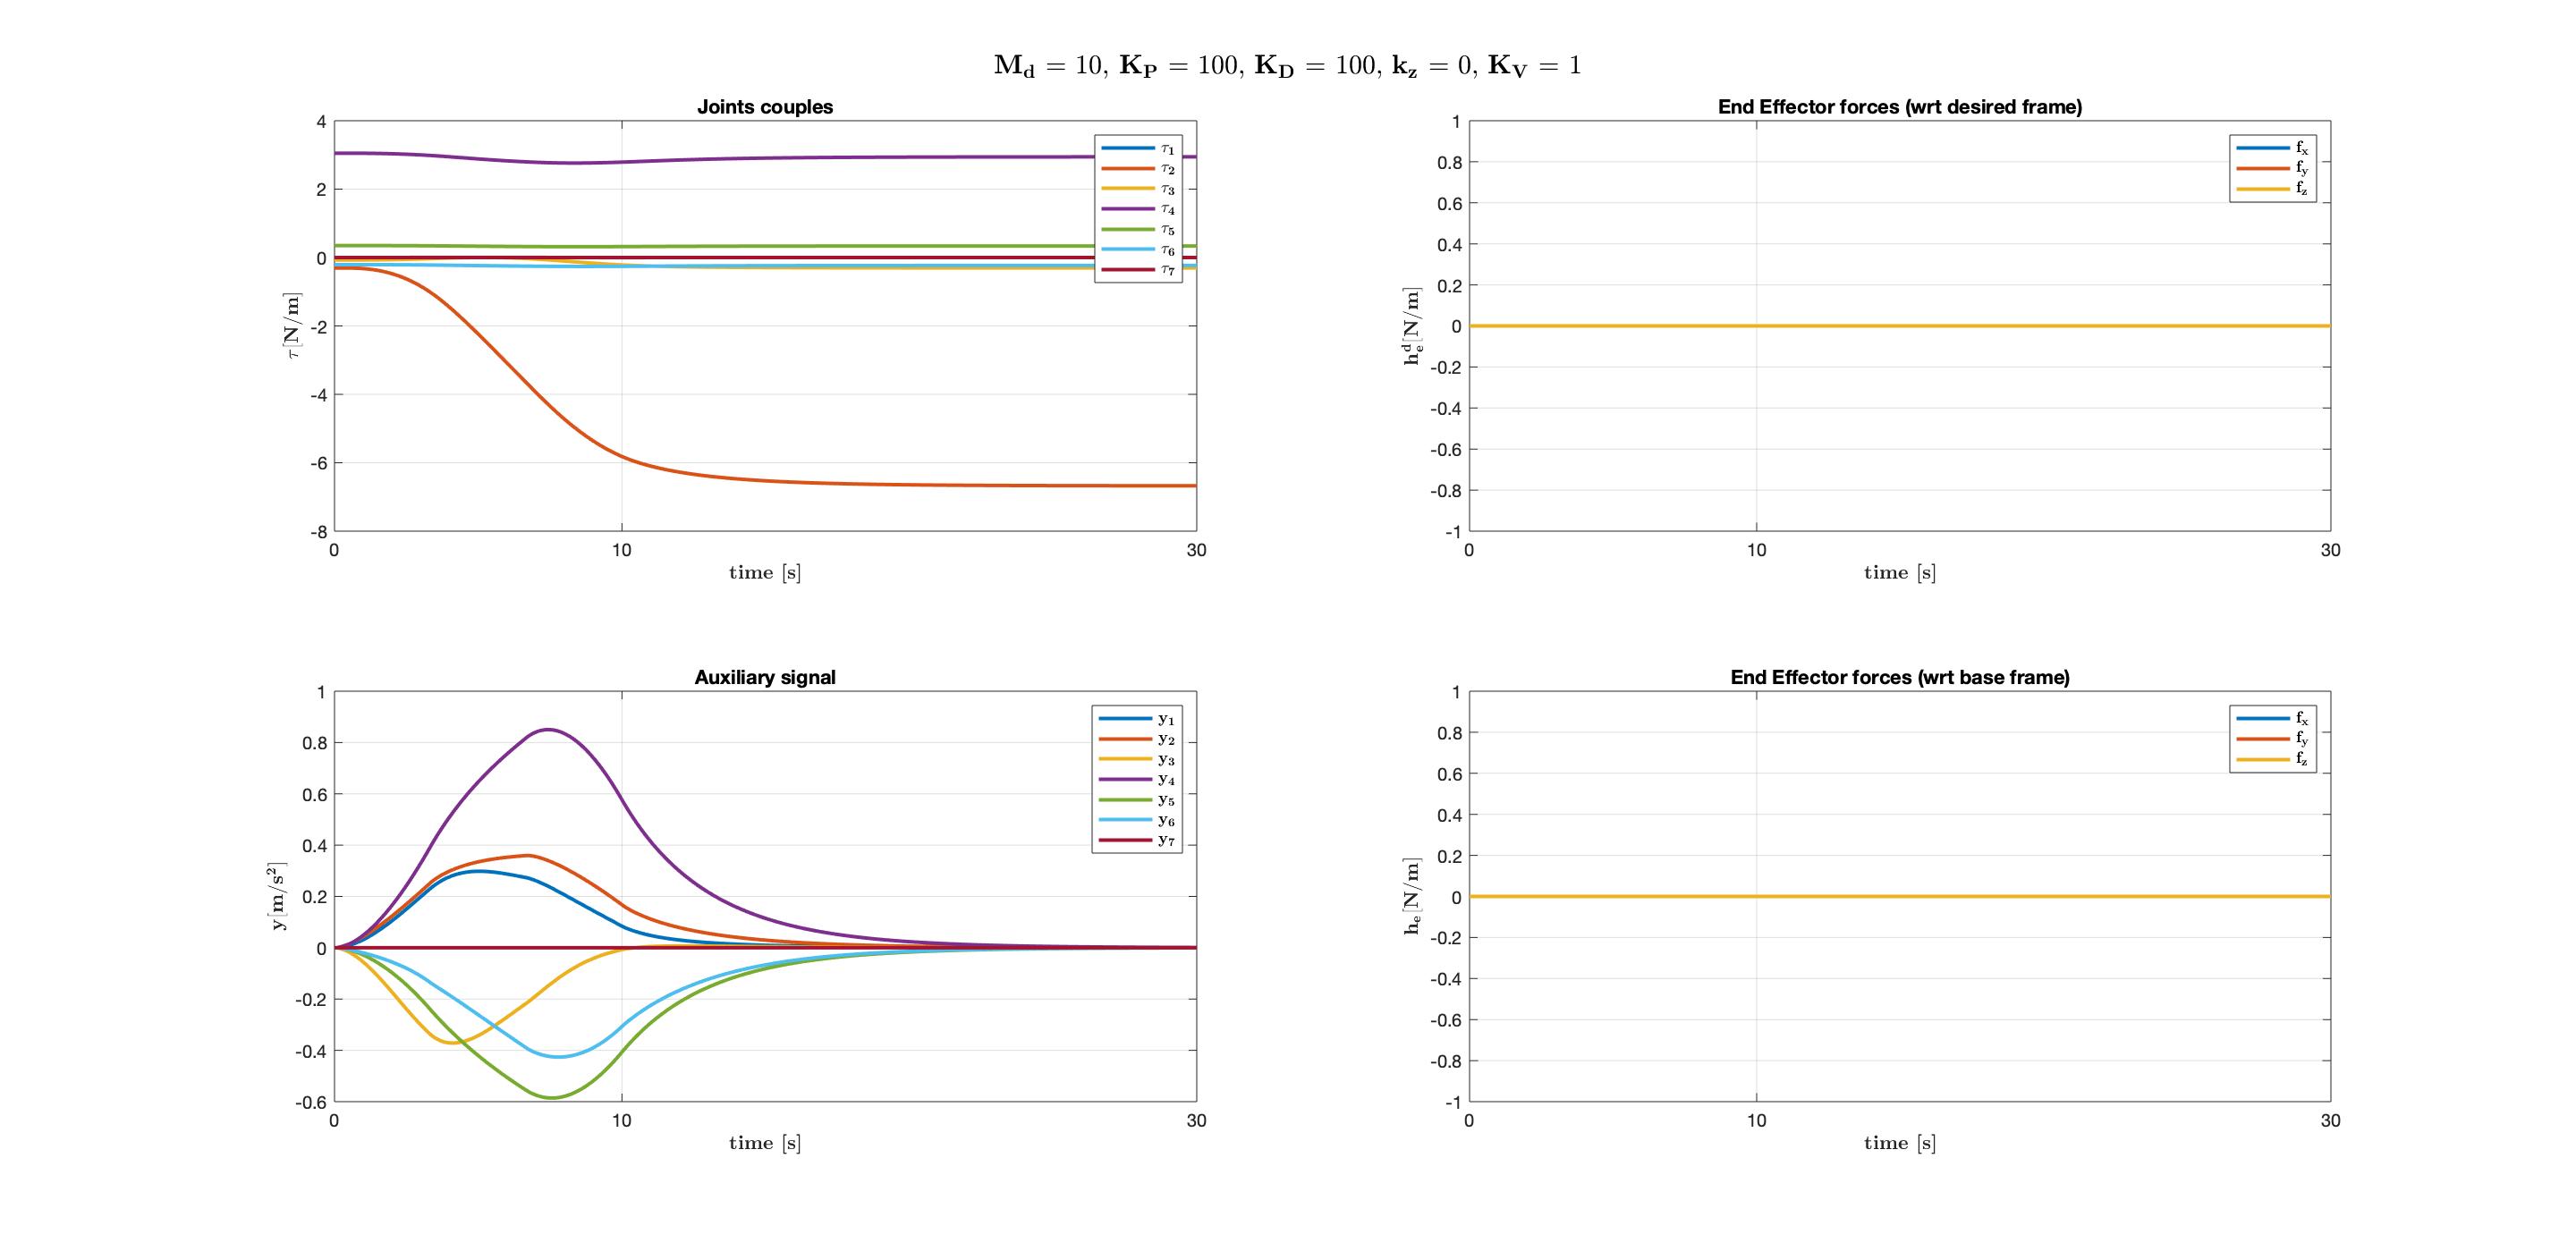 M_d = 10, K_P = 100, K_D = 100, k_z = 0, K_V = 1
Joints couples
4
2
0
-2
-4
-6
-8
τ[N/m]
0 10 30
time [s]
τ1
τ2
τ3
τ4
τ5
τ6
τ7
End Effector forces (wrt desired frame)
1
0.8
0.6
0.4
0.2
0
-0.2
-0.4
-0.6
-0.8
-1
h_e^d[N/m]
0 10 30
time [s]
f_x
f_y
f_z
Auxiliary signal
1
0.8
0.6
0.4
0.2
0
-0.2
-0.4
-0.6
y[m/s²]
0 10 30
time [s]
y1
y2
y3
y4
y5
y6
y7
End Effector forces (wrt base frame)
1
0.8
0.6
0.4
0.2
0
-0.2
-0.4
-0.6
-0.8
-1
h_e[N/m]
0 10 30
time [s]
f_x
f_y
f_z